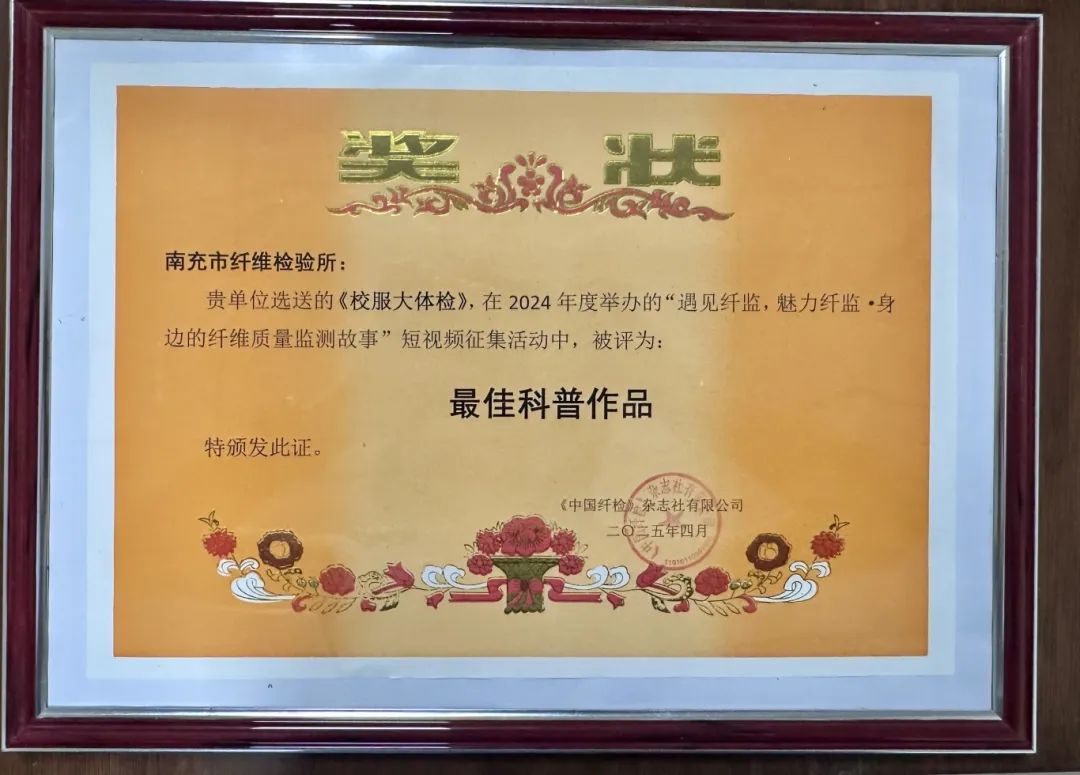 奖 状
南充市纤维检验所：
贵单位选送的《校服大体检》，在 2024 年度举办的“遇见纤监，魅力纤监·身
边的纤维质量监测故事”短视频征集活动中，被评为：
最佳科普作品
特颁发此证。
《中国纤检》杂志社有限公司
二〇二五年四月